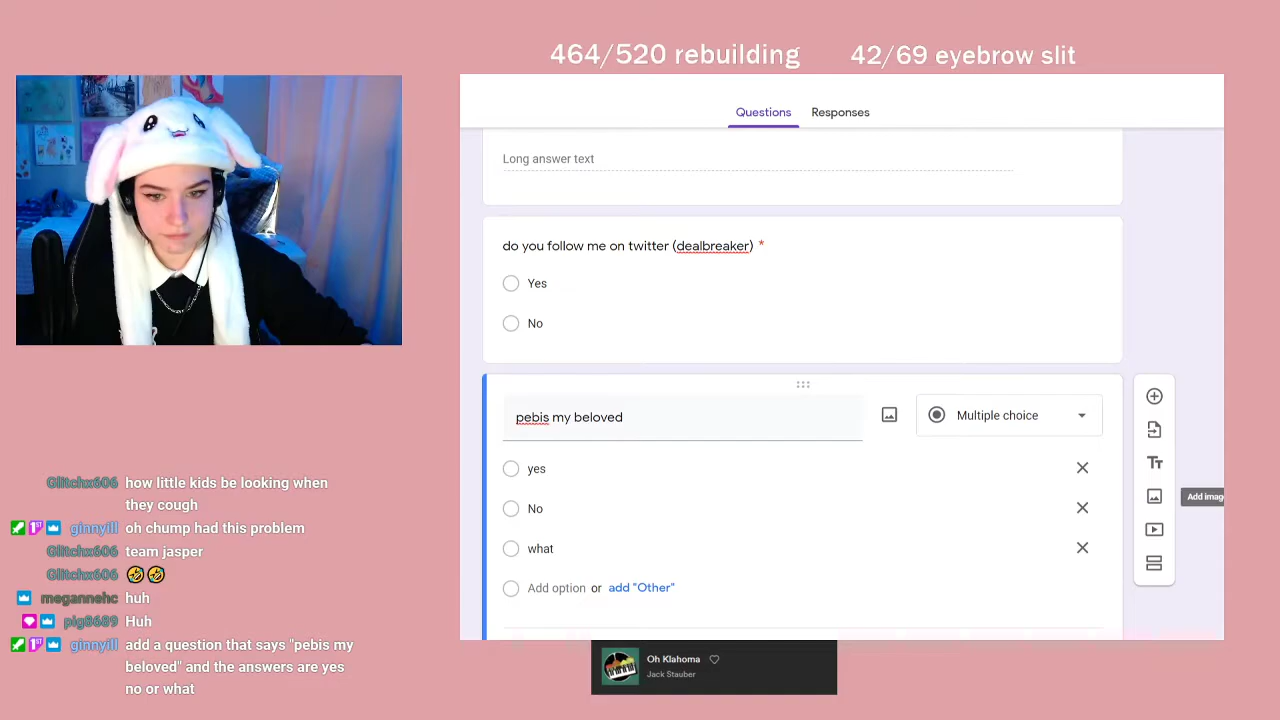 464/520 rebuilding
42/69 eyebrow slit
Questions
Responses
Long answer text
do you follow me on twitter (dealbreaker) *
Yes
No
pebis my beloved
Multiple choice
yes
No
what
Add option or add "Other"
Add imag
Glitchx606 how little kids be looking when
they cough
ginnyill oh chump had this problem
Glitchx606 team jasper
Glitchx606 🤣🤣
megannehc huh
pig8689 Huh
ginnyill add a question that says "pebis my
beloved" and the answers are yes
no or what
Oh Klahoma
Jack Stauber